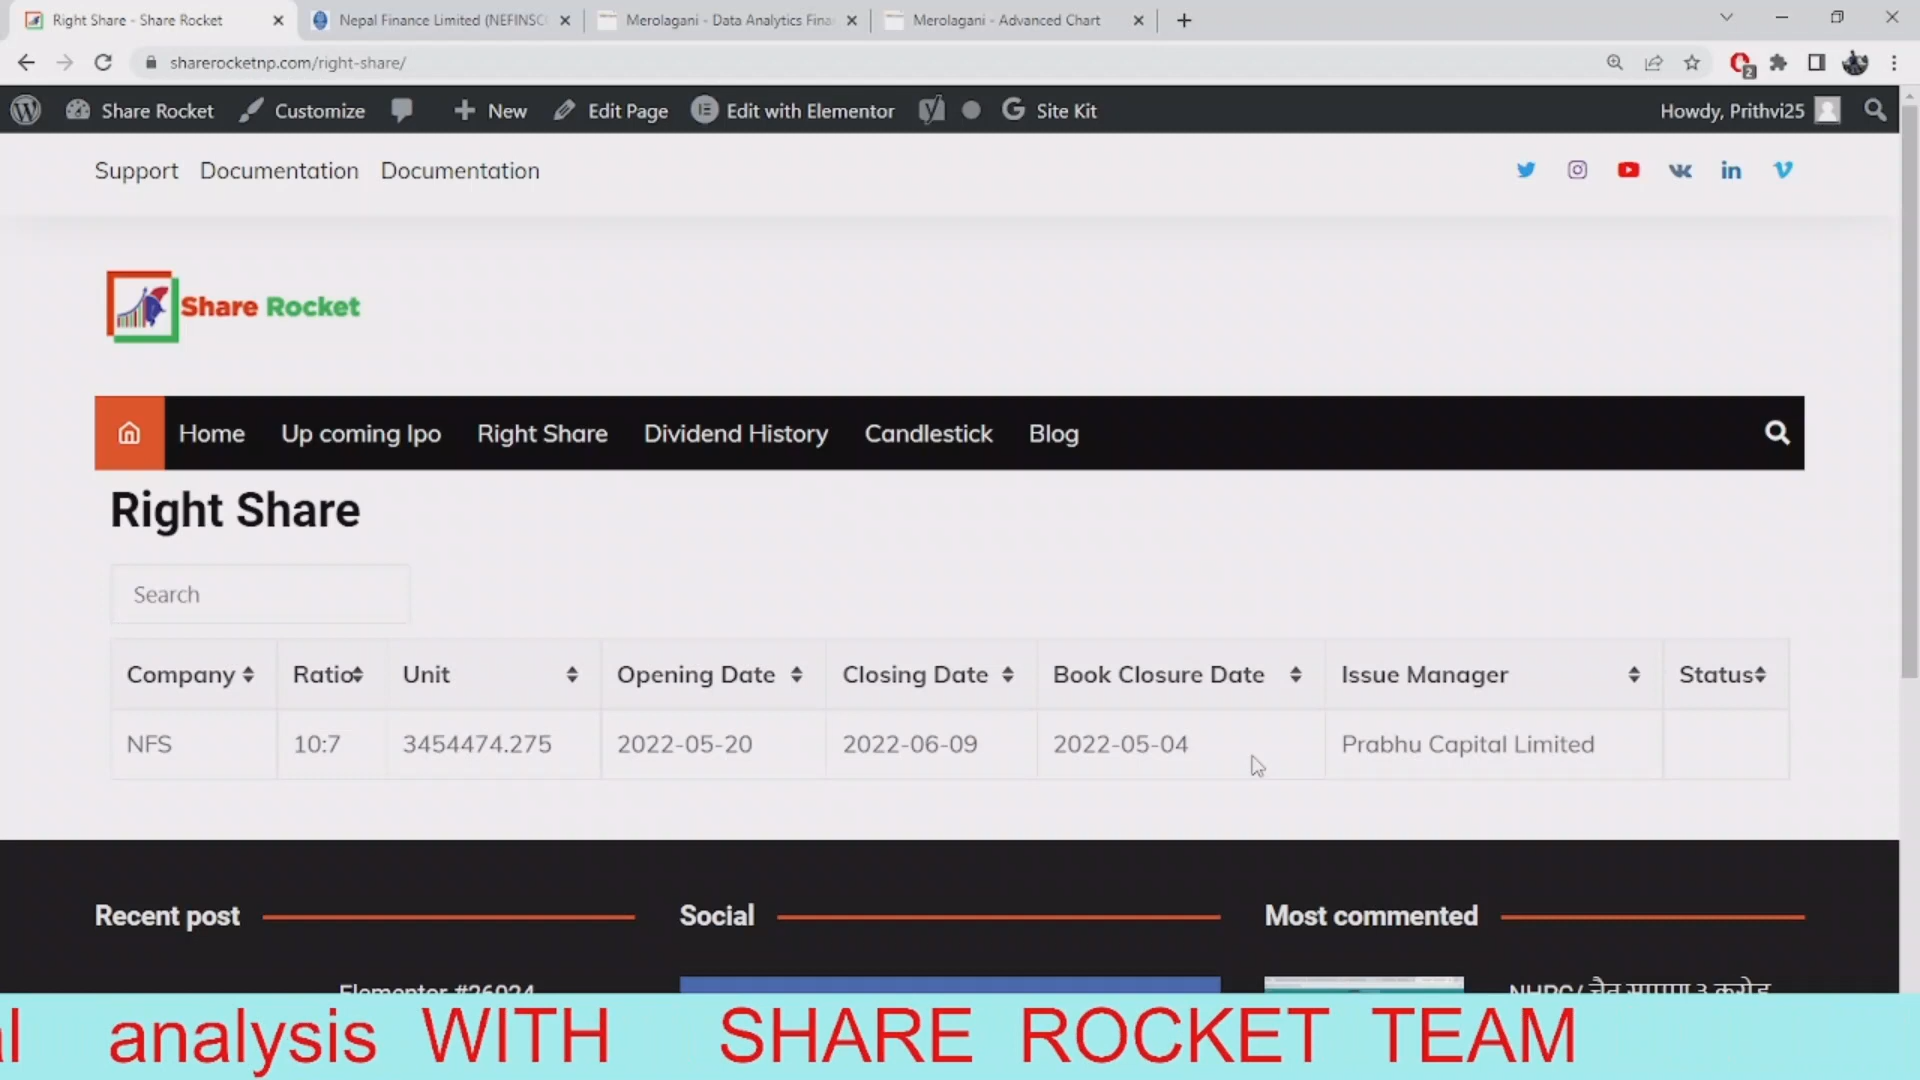 Right Share - Share Rocket
Nepal Finance Limited (NEFINSC
Merolagani - Data Analytics Fina
Merolagani - Advanced Chart
sharerocketnp.com/right-share/
2
Share Rocket Customize New Edit Page Edit with Elementor Site Kit Howdy, Prithvi25
Support Documentation Documentation
Share Rocket
Home Up coming Ipo Right Share Dividend History Candlestick Blog
Right Share
Search
Company Ratio Unit Opening Date Closing Date Book Closure Date Issue Manager Status
NFS 10:7 3454474.275 2022-05-20 2022-06-09 2022-05-04 Prabhu Capital Limited
Recent post Social Most commented
Elementor #26024
analysis WITH SHARE ROCKET TEAM